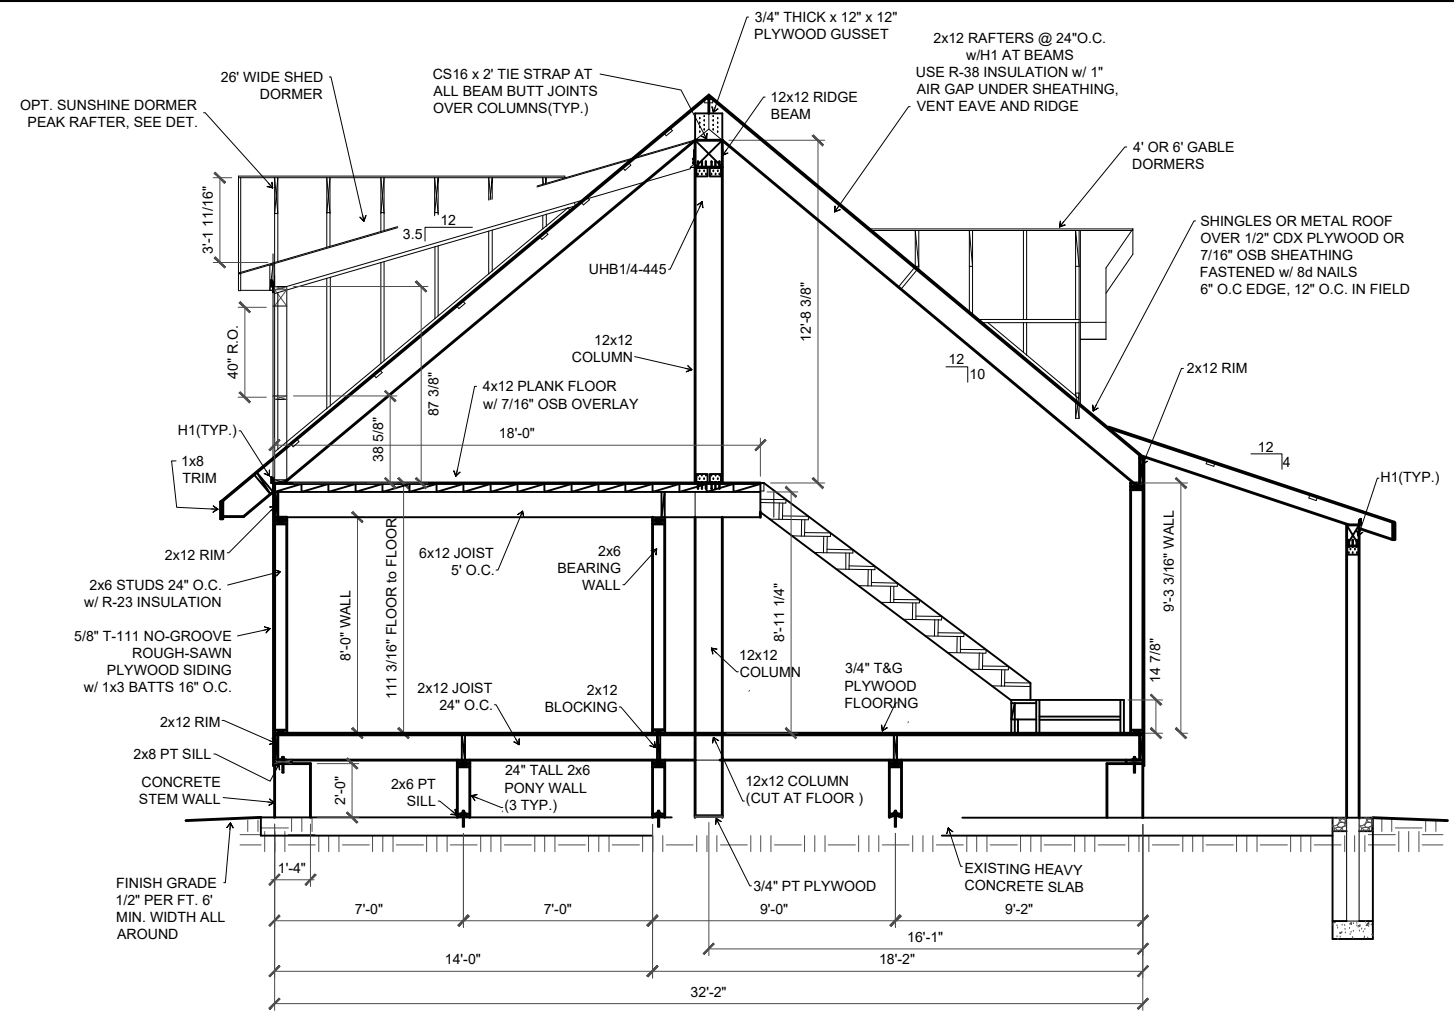 3/4" THICK x 12" x 12"
PLYWOOD GUSSET
2x12 RAFTERS @ 24"O.C.
w/H1 AT BEAMS
USE R-38 INSULATION w/ 1"
AIR GAP UNDER SHEATHING,
VENT EAVE AND RIDGE
26' WIDE SHED
DORMER
CS16 x 2' TIE STRAP AT
ALL BEAM BUTT JOINTS
OVER COLUMNS(TYP.)
12x12 RIDGE
BEAM
OPT. SUNSHINE DORMER
PEAK RAFTER, SEE DET.
4' OR 6' GABLE
DORMERS
3'-1 11/16"
12
3.5
SHINGLES OR METAL ROOF
OVER 1/2" CDX PLYWOOD OR
7/16" OSB SHEATHING
FASTENED w/ 8d NAILS
6" O.C EDGE, 12" O.C. IN FIELD
UHB1/4-445
12'-8 3/8"
40" R.O.
87 3/8"
12x12
COLUMN
12
10
2x12 RIM
4x12 PLANK FLOOR
w/ 7/16" OSB OVERLAY
38 5/8"
18'-0"
H1(TYP.)
1x8
TRIM
12
4
H1(TYP.)
2x12 RIM
6x12 JOIST
5' O.C.
2x6
BEARING
WALL
2x6 STUDS 24" O.C.
w/ R-23 INSULATION
8'-0" WALL
111 3/16" FLOOR to FLOOR
8'-11 1/4"
9'-3 3/16" WALL
5/8" T-111 NO-GROOVE
ROUGH-SAWN
PLYWOOD SIDING
w/ 1x3 BATTS 16" O.C.
12x12
COLUMN
3/4" T&G
PLYWOOD
FLOORING
14 7/8"
2x12 JOIST
24" O.C.
2x12
BLOCKING
2x12 RIM
2x8 PT SILL
CONCRETE
STEM WALL
2'-0"
2x6 PT
SILL
24" TALL 2x6
PONY WALL
(3 TYP.)
12x12 COLUMN
(CUT AT FLOOR )
1'-4"
FINISH GRADE
1/2" PER FT. 6'
MIN. WIDTH ALL
AROUND
3/4" PT PLYWOOD
EXISTING HEAVY
CONCRETE SLAB
7'-0"
7'-0"
9'-0"
9'-2"
16'-1"
14'-0"
18'-2"
32'-2"